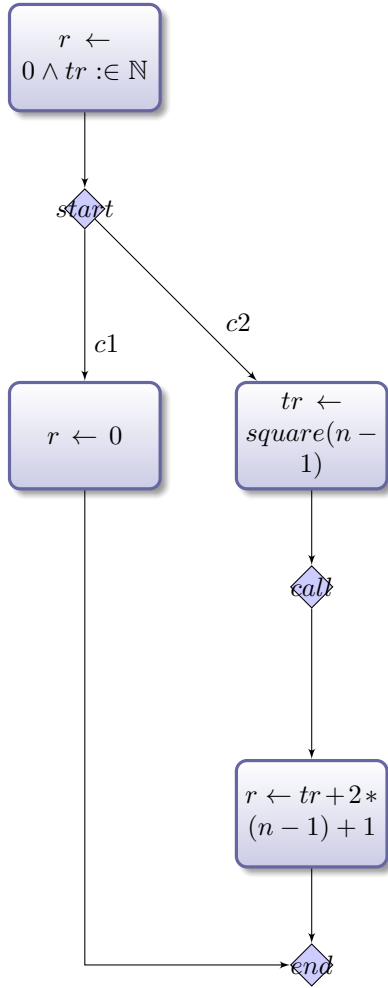 r ←
0 ∧ tr :∈ ℕ
start
c2
c1
r ← 0
tr ←
square(n −
1)
call
r ← tr + 2 ∗
(n − 1) + 1
end